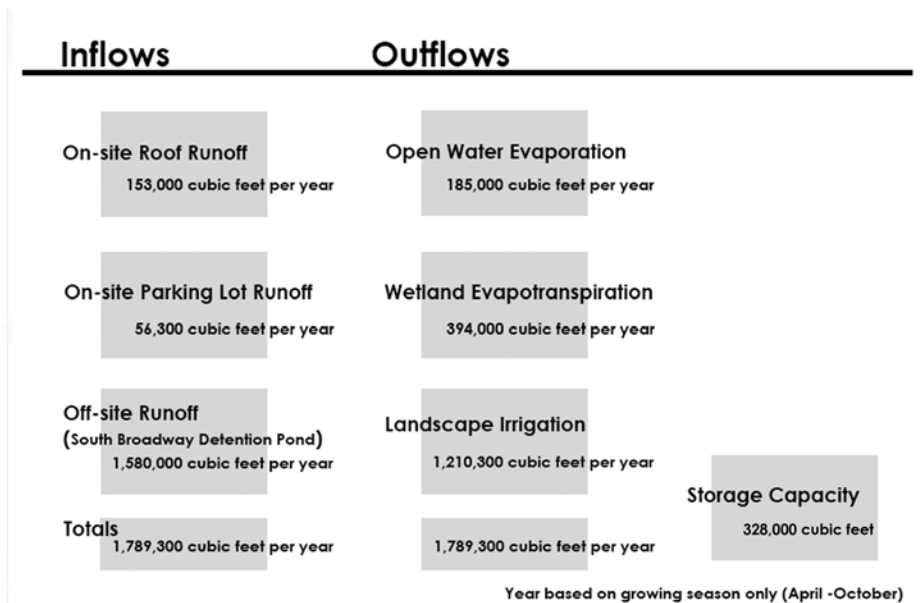 Inflows
Outflows
On-site Roof Runoff
153,000 cubic feet per year
Open Water Evaporation
185,000 cubic feet per year
On-site Parking Lot Runoff
56,300 cubic feet per year
Wetland Evapotranspiration
394,000 cubic feet per year
Off-site Runoff
(South Broadway Detention Pond)
1,580,000 cubic feet per year
Landscape Irrigation
1,210,300 cubic feet per year
Storage Capacity
328,000 cubic feet
Totals
1,789,300 cubic feet per year
1,789,300 cubic feet per year
Year based on growing season only (April -October)